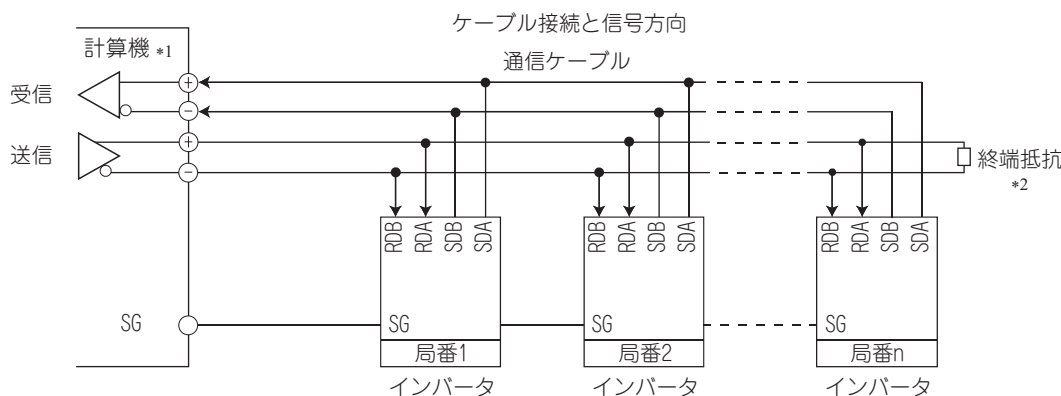 ケーブル接続と信号方向
計算機 *1
通信ケーブル
受信
+
−
送信
+
−
終端抵抗
*2
RDB RDA SDB SDA
RDB RDA SDB SDA
RDB RDA SDB SDA
SG
SG
SG
SG
局番1
局番2
局番n
インバータ
インバータ
インバータ